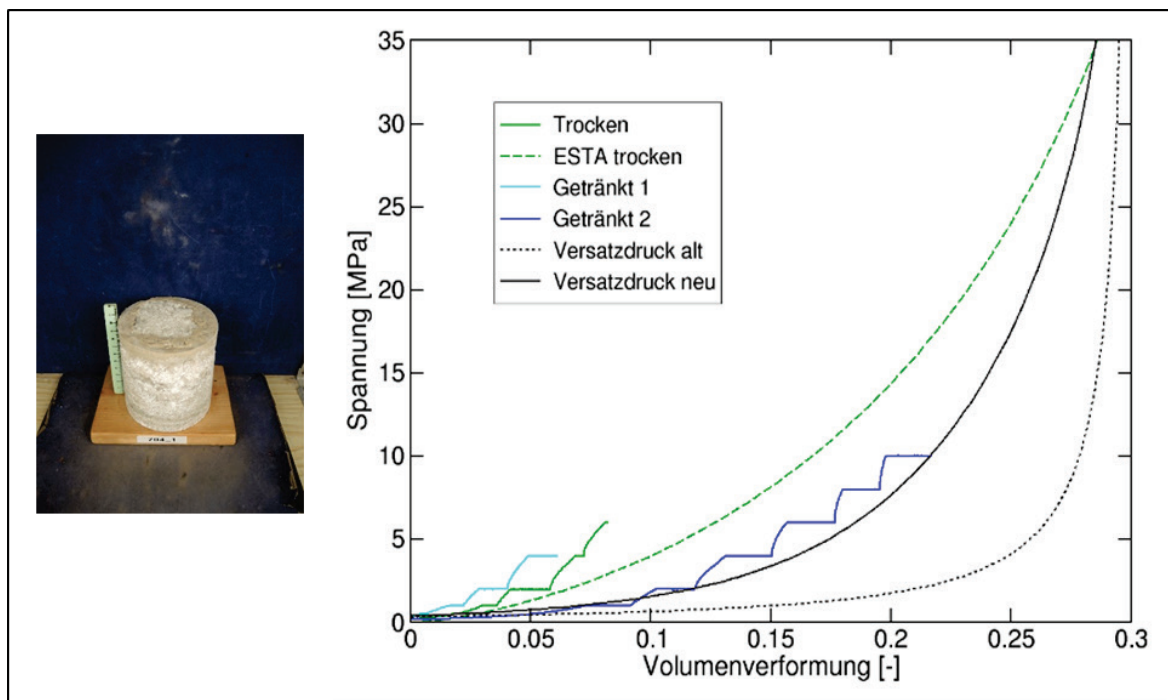 704_1
35
30
25
20
15
10
5
0
Spannung [MPa]
Trocken
ESTA trocken
Getränkt 1
Getränkt 2
Versatzdruck alt
Versatzdruck neu
0 0.05 0.1 0.15 0.2 0.25 0.3
Volumenverformung [-]